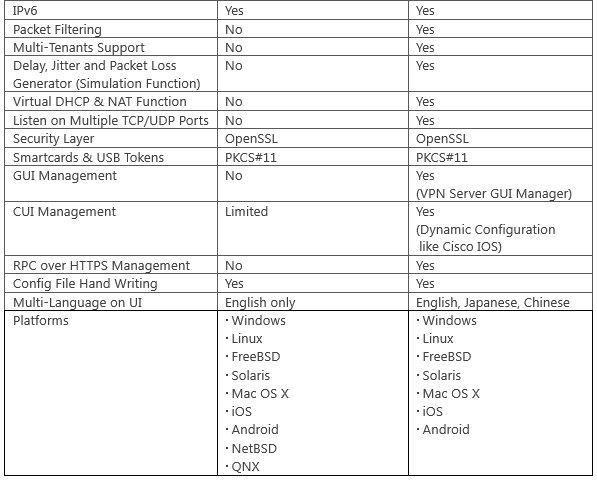 IPv6 Yes Yes
Packet Filtering No Yes
Multi-Tenants Support No Yes
Delay, Jitter and Packet Loss No Yes
Generator (Simulation Function)
Virtual DHCP & NAT Function No Yes
Listen on Multiple TCP/UDP Ports No Yes
Security Layer OpenSSL OpenSSL
Smartcards & USB Tokens PKCS#11 PKCS#11
GUI Management No Yes
(VPN Server GUI Manager)
CUI Management Limited Yes
(Dynamic Configuration
like Cisco IOS)
RPC over HTTPS Management No Yes
Config File Hand Writing Yes Yes
Multi-Language on UI English only English, Japanese, Chinese
Platforms ・Windows ・Windows
・Linux ・Linux
・FreeBSD ・FreeBSD
・Solaris ・Solaris
・Mac OS X ・Mac OS X
・iOS ・iOS
・Android ・Android
・NetBSD
・QNX